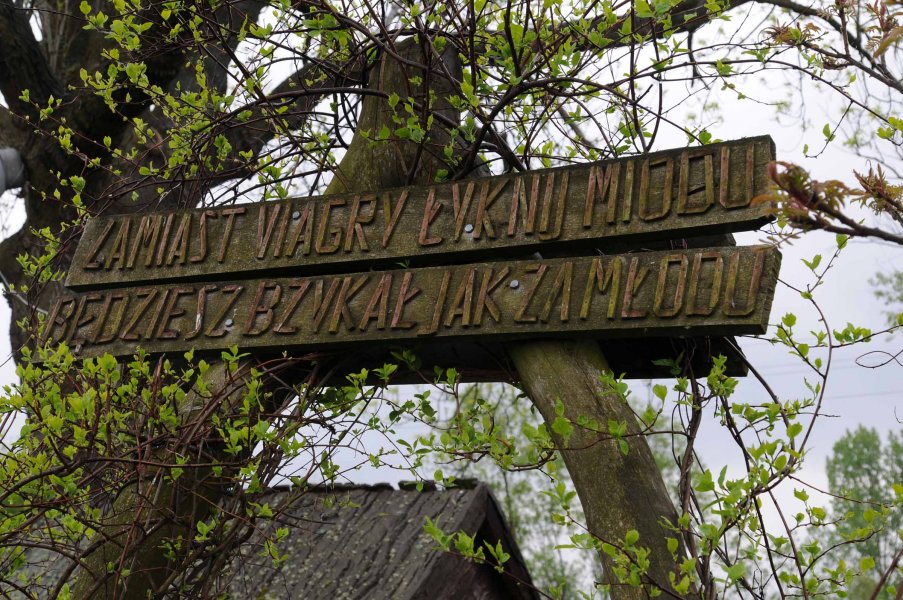 ZAMIAST VIAGRY ŁYKNIJ MIODU
BĘDZIESZ BZYKAŁ JAK ZA MŁODU